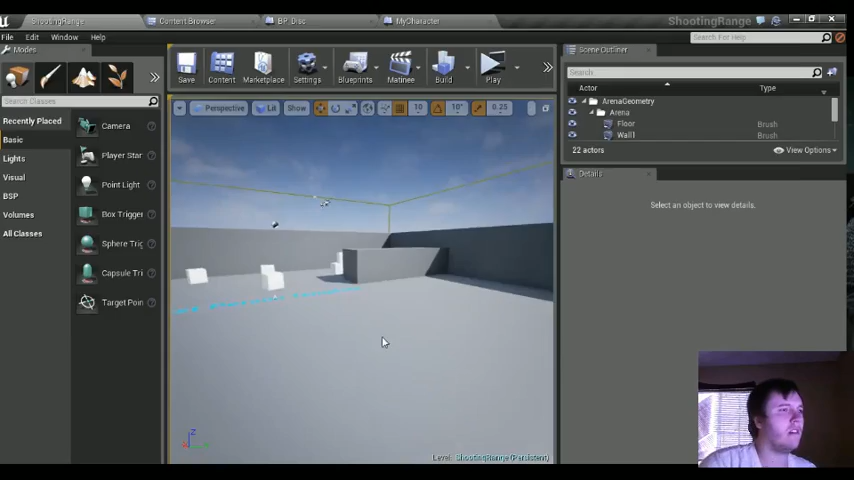 ShootingRange
Content Browser
BP_Disc
MyCharacter
ShootingRange
File Edit Window Help
Search For Help
Modes
Scene Outliner
Save Content Marketplace Settings Blueprints Matinee Build Play
Search
Search Classes
Actor Type
Recently Placed
Basic
Lights
Visual
BSP
Volumes
All Classes
Camera
Player Star
Point Light
Box Trigger
Sphere Trig
Capsule Tri
Target Poin
Perspective Lit Show 10 10° 0.25
ArenaGeometry
Arena
Floor Brush
Wall1 Brush
22 actors View Options
Details
Select an object to view details.
Z
Level: ShootingRange (Persistent)